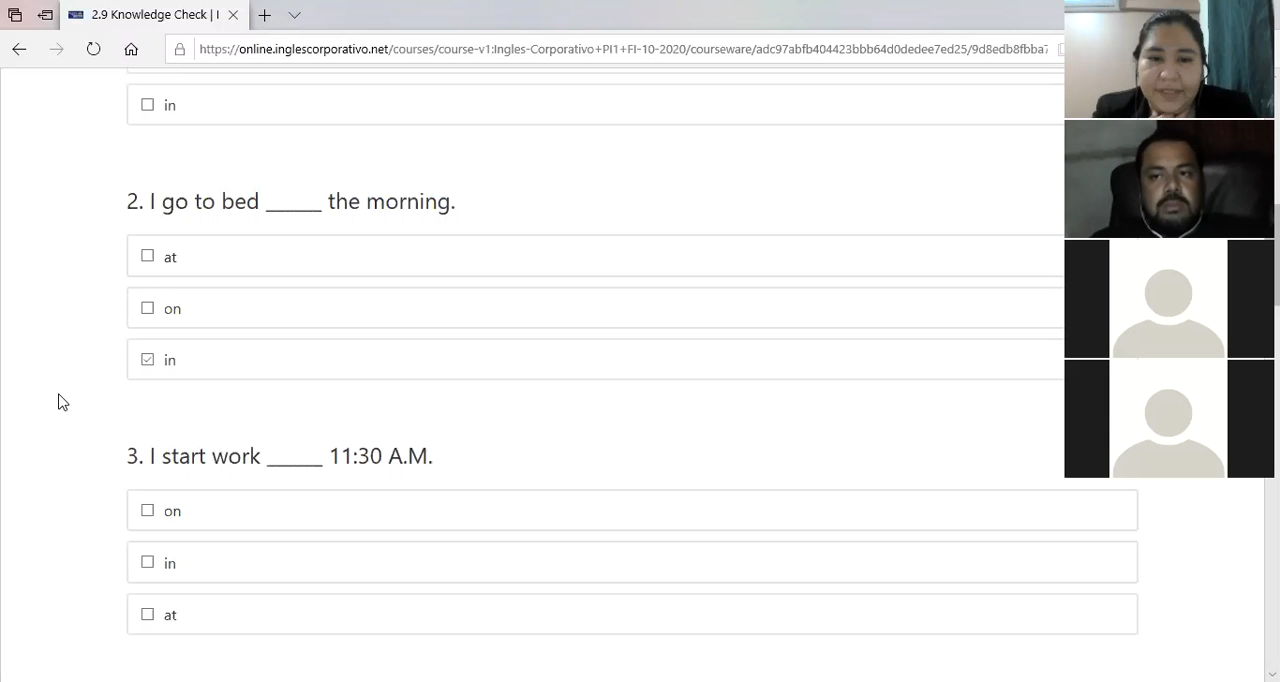 2.9 Knowledge Check | I
https://online.inglescorporativo.net/courses/course-v1:Ingles-Corporativo+PI1+FI-10-2020/courseware/adc97abfb404423bbb64d0dedee7ed25/9d8edb8fbba7
in
2. I go to bed _____ the morning.
at
on
in
3. I start work _____ 11:30 A.M.
on
in
at